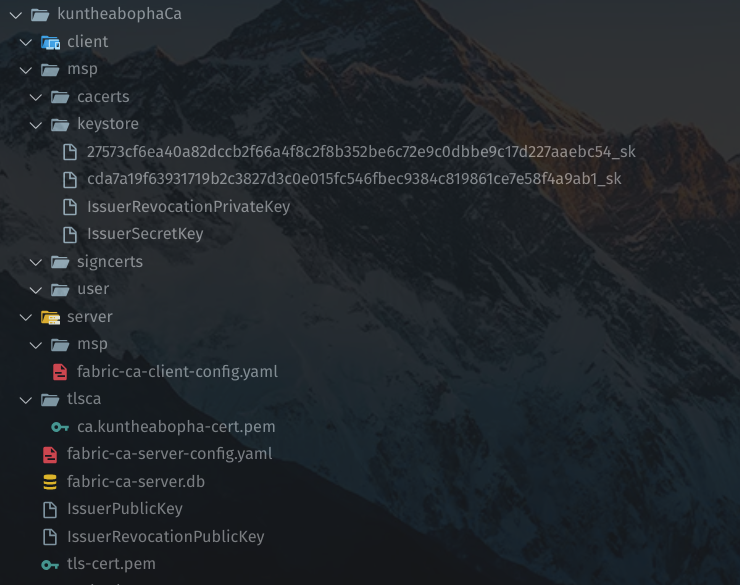 kuntheabophaCa
client
msp
cacerts
keystore
27573cf6ea40a82dccb2f66a4f8c2f8b352be6c72e9c0dbbe9c17d227aaebc54_sk
cda7a19f63931719b2c3827d3c0e015fc546fbec9384c819861ce7e58f4a9ab1_sk
IssuerRevocationPrivateKey
IssuerSecretKey
signcerts
user
server
msp
fabric-ca-client-config.yaml
tlsca
ca.kuntheabopha-cert.pem
fabric-ca-server-config.yaml
fabric-ca-server.db
IssuerPublicKey
IssuerRevocationPublicKey
tls-cert.pem